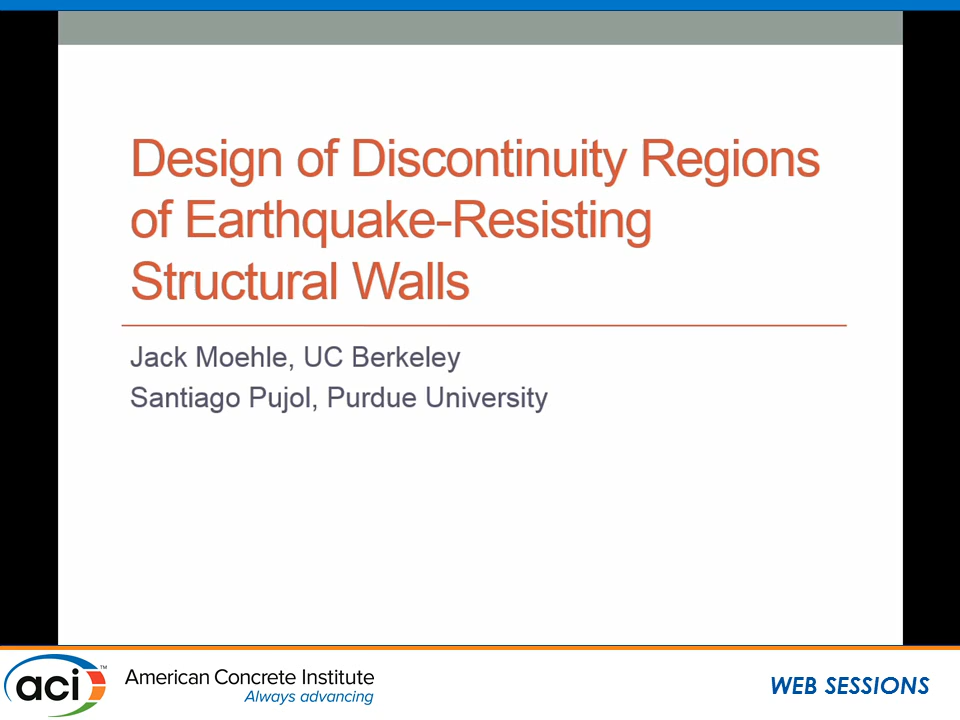 Design of Discontinuity Regions
of Earthquake-Resisting
Structural Walls
Jack Moehle, UC Berkeley
Santiago Pujol, Purdue University
aci™
American Concrete Institute
Always advancing
WEB SESSIONS